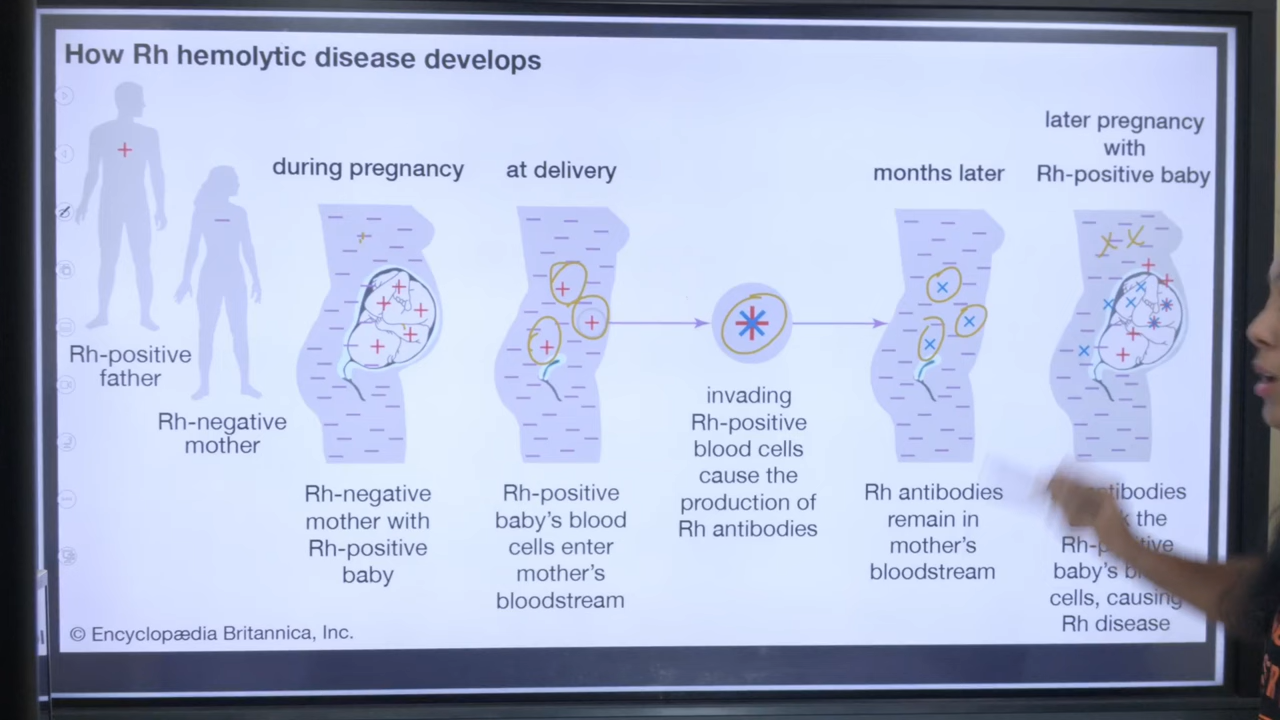 How Rh hemolytic disease develops
during pregnancy
at delivery
months later
later pregnancy
with
Rh-positive baby
Rh-positive
father
Rh-negative
mother
Rh-negative
mother with
Rh-positive
baby
Rh-positive
baby's blood
cells enter
mother's
bloodstream
invading
Rh-positive
blood cells
cause the
production of
Rh antibodies
Rh antibodies
remain in
mother's
bloodstream
the
baby's
cells, causing
Rh disease
© Encyclopædia Britannica, Inc.